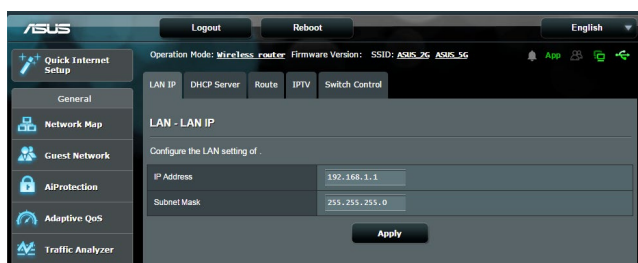 ASUS
Logout
Reboot
English
Quick Internet Setup
Operation Mode: Wireless router Firmware Version: SSID: ASUS_2G ASUS_5G
App
General
LAN IP
DHCP Server
Route
IPTV
Switch Control
Network Map
Guest Network
AiProtection
Adaptive QoS
Traffic Analyzer
LAN - LAN IP
Configure the LAN setting of .
IP Address
192.168.1.1
Subnet Mask
255.255.255.0
Apply